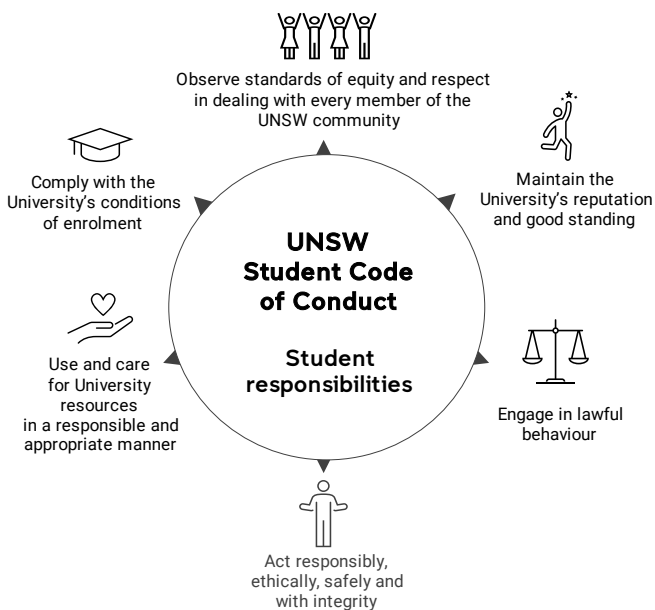 Observe standards of equity and respect
in dealing with every member of the
UNSW community
Maintain the
University's reputation
and good standing
Comply with the
University's conditions
of enrolment
UNSW
Student Code
of Conduct
Student
responsibilities
Use and care
for University
resources
in a responsible and
appropriate manner
Engage in lawful
behaviour
Act responsibly,
ethically, safely and
with integrity